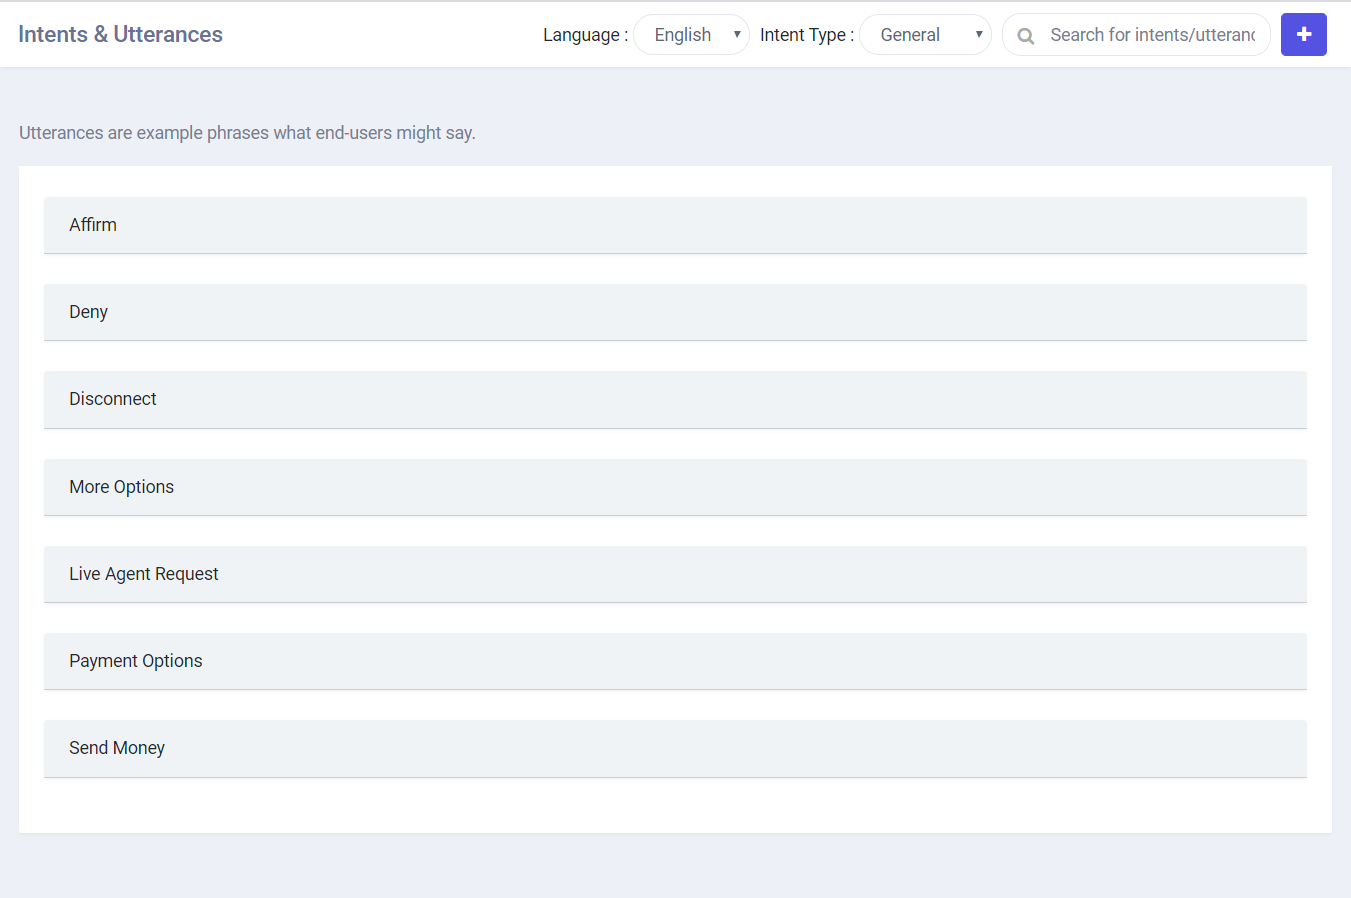 Intents & Utterances
Language : English Intent Type : General Search for intents/utteranc
Utterances are example phrases what end-users might say.
Affirm
Deny
Disconnect
More Options
Live Agent Request
Payment Options
Send Money